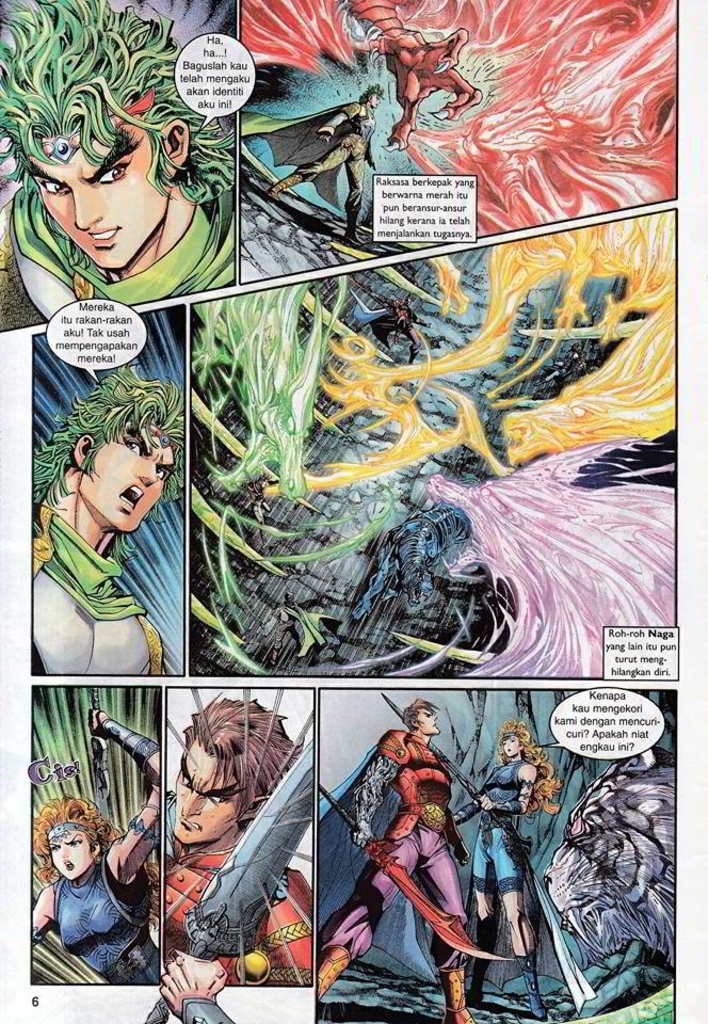 Ha,
ha...!
Baguslah kau
telah mengaku
akan identiti
aku ini!
Raksasa berkepak yang
berwarna merah itu
pun beransur-ansur
hilang kerana ia telah
menjalankan tugasnya.
Mereka
itu rakan-rakan
aku! Tak usah
mempengapakan
mereka!
Roh-roh Naga
yang lain itu pun
turut meng-
hilangkan diri.
Kenapa
kau mengekori
kami dengan mencuri-
curi? Apakah niat
engkau ini?
6